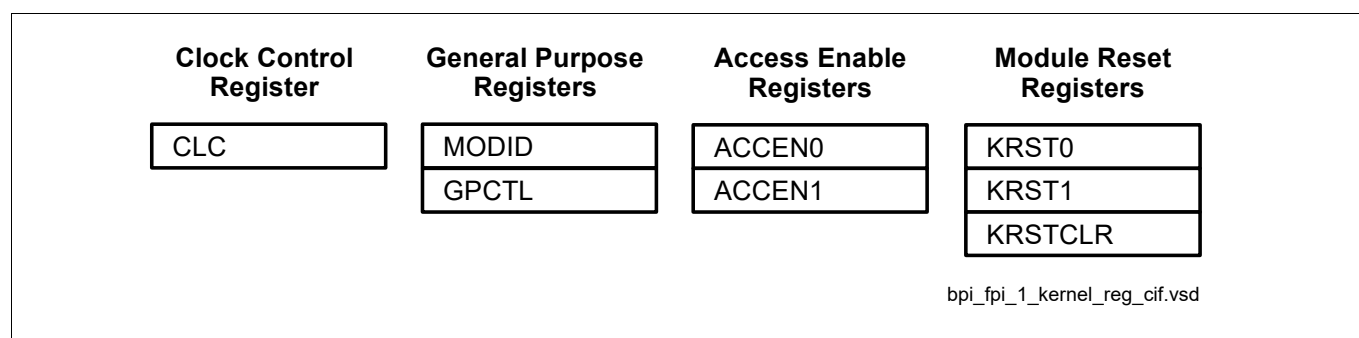 Clock Control
Register
General Purpose
Registers
Access Enable
Registers
Module Reset
Registers
CLC
MODID
GPCTL
ACCEN0
ACCEN1
KRST0
KRST1
KRSTCLR
bpi_fpi_1_kernel_reg_cif.vsd